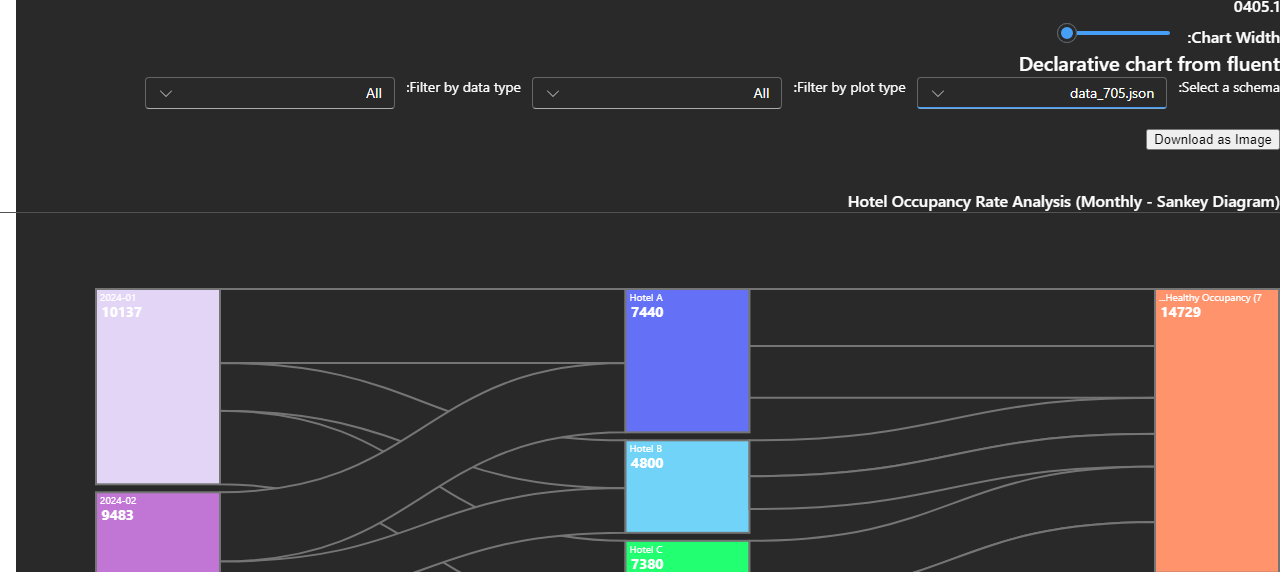 0405.1
:Chart Width
Declarative chart from fluent
:Select a schema
data_705.json
:Filter by plot type
All
:Filter by data type
All
Download as Image
Hotel Occupancy Rate Analysis (Monthly - Sankey Diagram)
2024-01
10137
Hotel A
7440
...Healthy Occupancy (7
14729
Hotel B
4800
2024-02
9483
Hotel C
7380